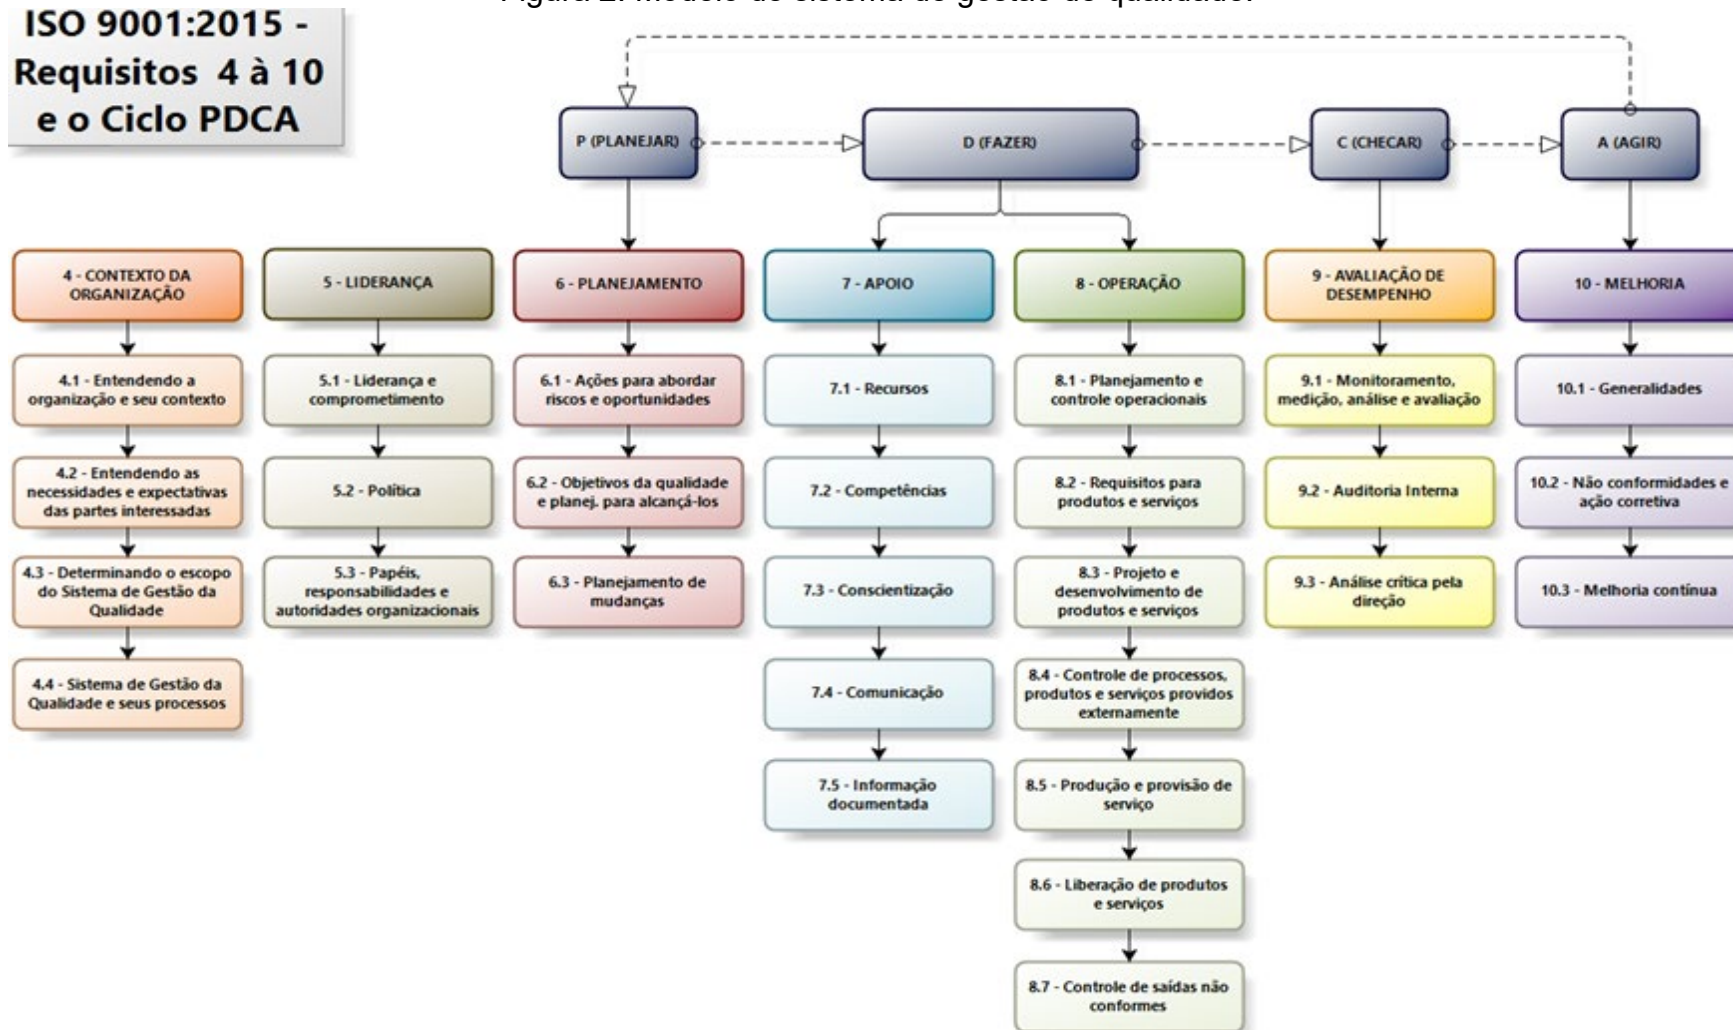 Figura 2. Modelo de sistema de gestão de qualidade.
ISO 9001:2015 -
Requisitos 4 à 10
e o Ciclo PDCA
P (PLANEJAR)
D (FAZER)
C (CHECAR)
A (AGIR)
4 - CONTEXTO DA
ORGANIZAÇÃO
5 - LIDERANÇA
6 - PLANEJAMENTO
7 - APOIO
8 - OPERAÇÃO
9 - AVALIAÇÃO DE
DESEMPENHO
10 - MELHORIA
4.1 - Entendendo a
organização e seu contexto
5.1 - Liderança e
comprometimento
6.1 - Ações para abordar
riscos e oportunidades
7.1 - Recursos
8.1 - Planejamento e
controle operacionais
9.1 - Monitoramento,
medição, análise e avaliação
10.1 - Generalidades
4.2 - Entendendo as
necessidades e expectativas
das partes interessadas
5.2 - Política
6.2 - Objetivos da qualidade
e planej. para alcançá-los
7.2 - Competências
8.2 - Requisitos para
produtos e serviços
9.2 - Auditoria Interna
10.2 - Não conformidades e
ação corretiva
4.3 - Determinando o escopo
do Sistema de Gestão da
Qualidade
5.3 - Papéis,
responsabilidades e
autoridades organizacionais
6.3 - Planejamento de
mudanças
7.3 - Conscientização
8.3 - Projeto e
desenvolvimento de
produtos e serviços
9.3 - Análise crítica pela
direção
10.3 - Melhoria contínua
4.4 - Sistema de Gestão da
Qualidade e seus processos
7.4 - Comunicação
8.4 - Controle de processos,
produtos e serviços providos
externamente
7.5 - Informação
documentada
8.5 - Produção e provisão de
serviço
8.6 - Liberação de produtos
e serviços
8.7 - Controle de saídas não
conformes